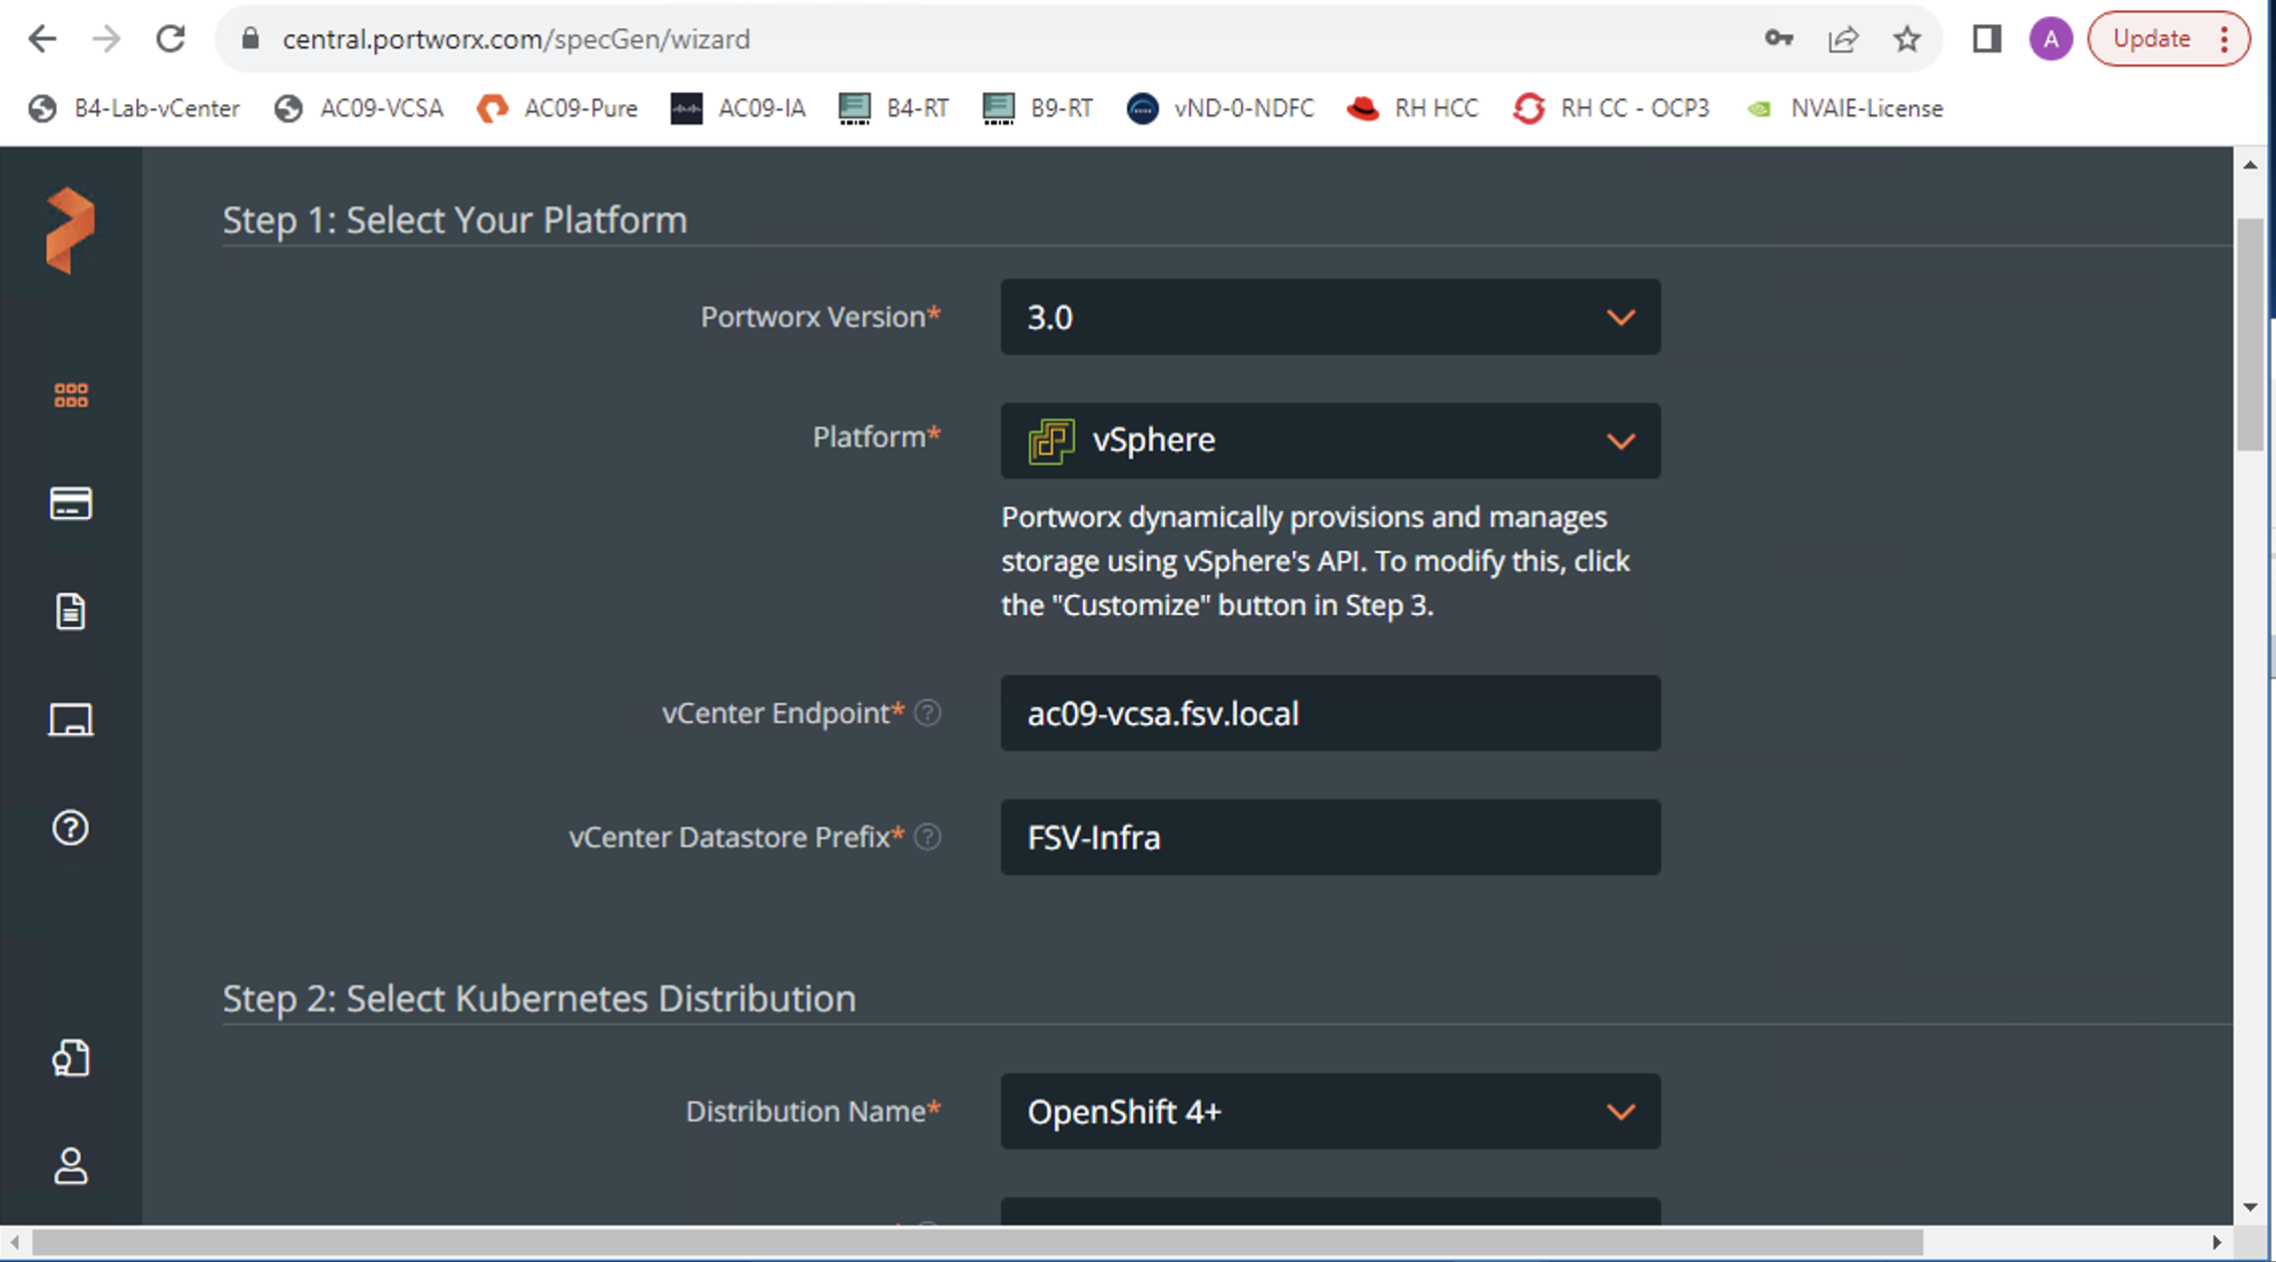 central.portworx.com/specGen/wizard
A
Update
B4-Lab-vCenter AC09-VCSA AC09-Pure AC09-IA B4-RT B9-RT vND-0-NDFC RH HCC RH CC - OCP3 NVAIE-License
Step 1: Select Your Platform
Portworx Version* 3.0
Platform* vSphere
Portworx dynamically provisions and manages
storage using vSphere's API. To modify this, click
the "Customize" button in Step 3.
vCenter Endpoint* ? ac09-vcsa.fsv.local
vCenter Datastore Prefix* ? FSV-Infra
Step 2: Select Kubernetes Distribution
Distribution Name* OpenShift 4+